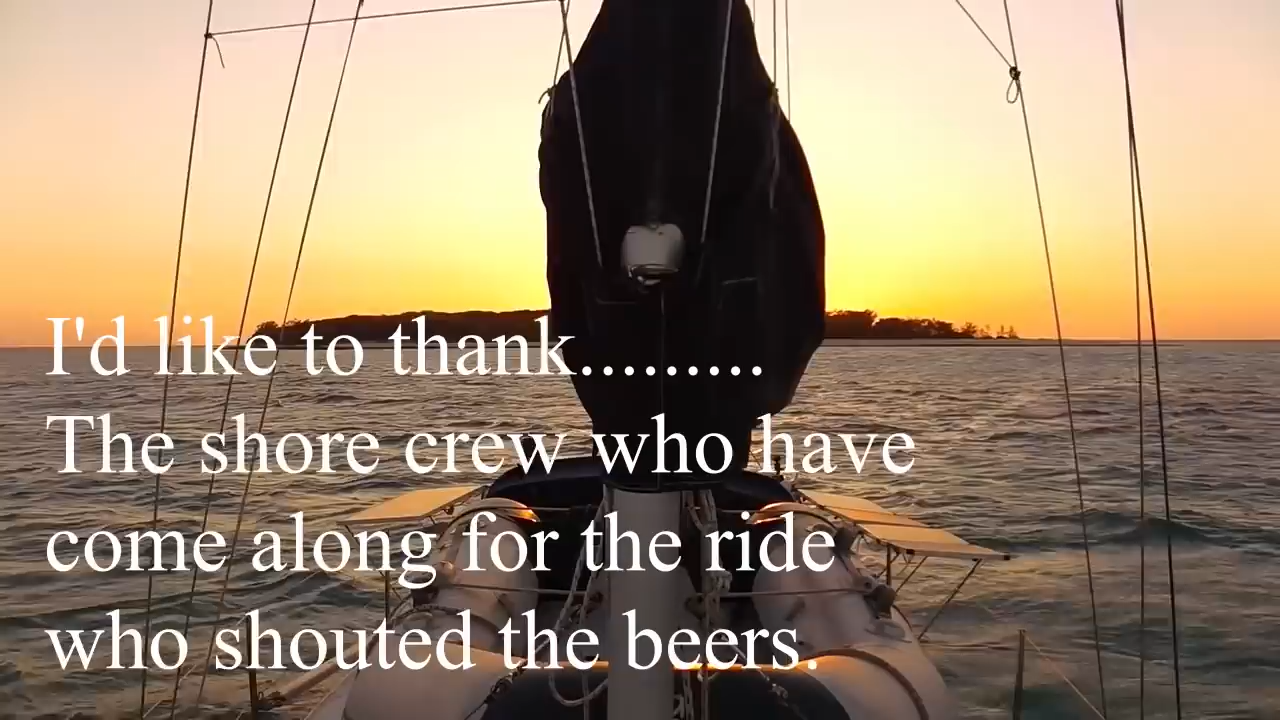 I'd like to thank.........
The shore crew who have
come along for the ride
who shouted the beers.